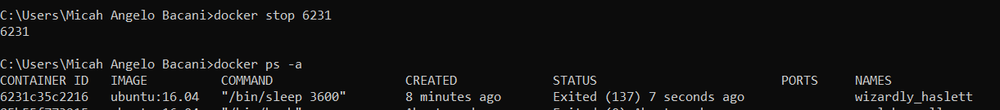 C:\Users\Micah Angelo Bacani>docker stop 6231
6231
C:\Users\Micah Angelo Bacani>docker ps -a
CONTAINER ID IMAGE COMMAND CREATED STATUS PORTS NAMES
6231c35c2216 ubuntu:16.04 "/bin/sleep 3600" 8 minutes ago Exited (137) 7 seconds ago wizardly_haslett